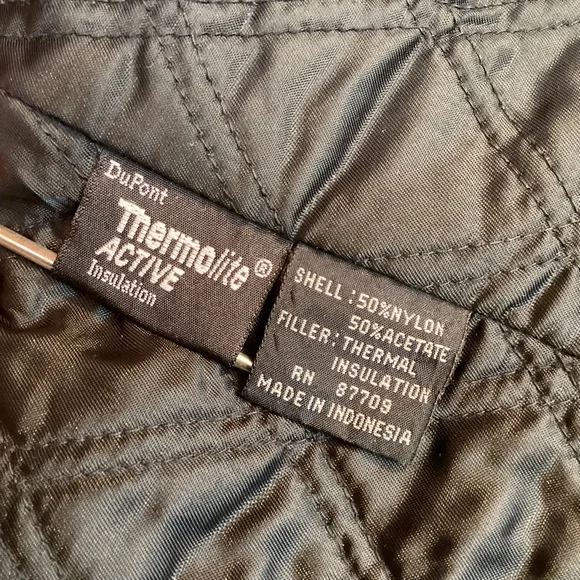 DuPont
Thermolite®
ACTIVE
Insulation
SHELL : 50%NYLON
50%ACETATE
FILLER : THERMAL
INSULATION
RN 87709
MADE IN INDONESIA